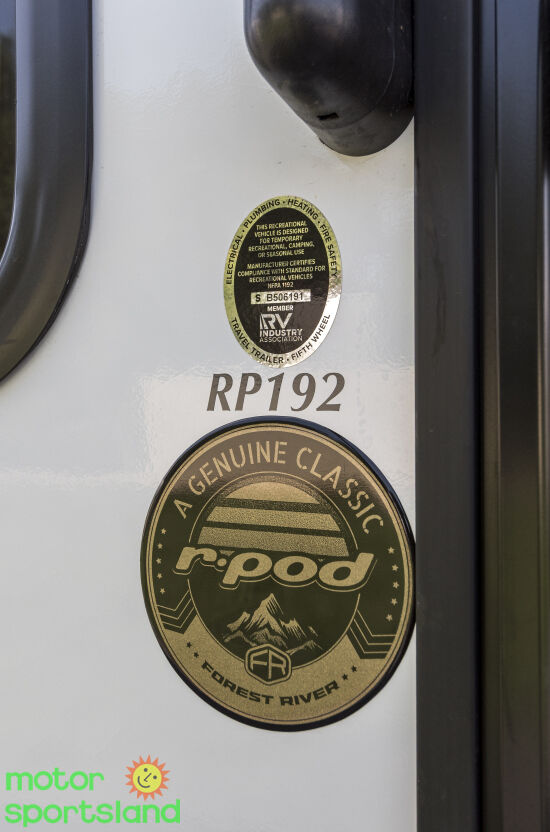 ELECTRICAL • PLUMBING • HEATING • FIRE SAFETY
THIS RECREATIONAL
VEHICLE IS DESIGNED
FOR TEMPORARY
RECREATIONAL, CAMPING,
OR SEASONAL USE
MANUFACTURER CERTIFIES
COMPLIANCE WITH STANDARD FOR
RECREATIONAL VEHICLES
NFPA 1192
S B506191
MEMBER
RV
INDUSTRY
ASSOCIATION
TRAVEL TRAILER • FIFTH WHEEL
RP192
A GENUINE CLASSIC
r·pod
FR
FOREST RIVER
motor
sportsland